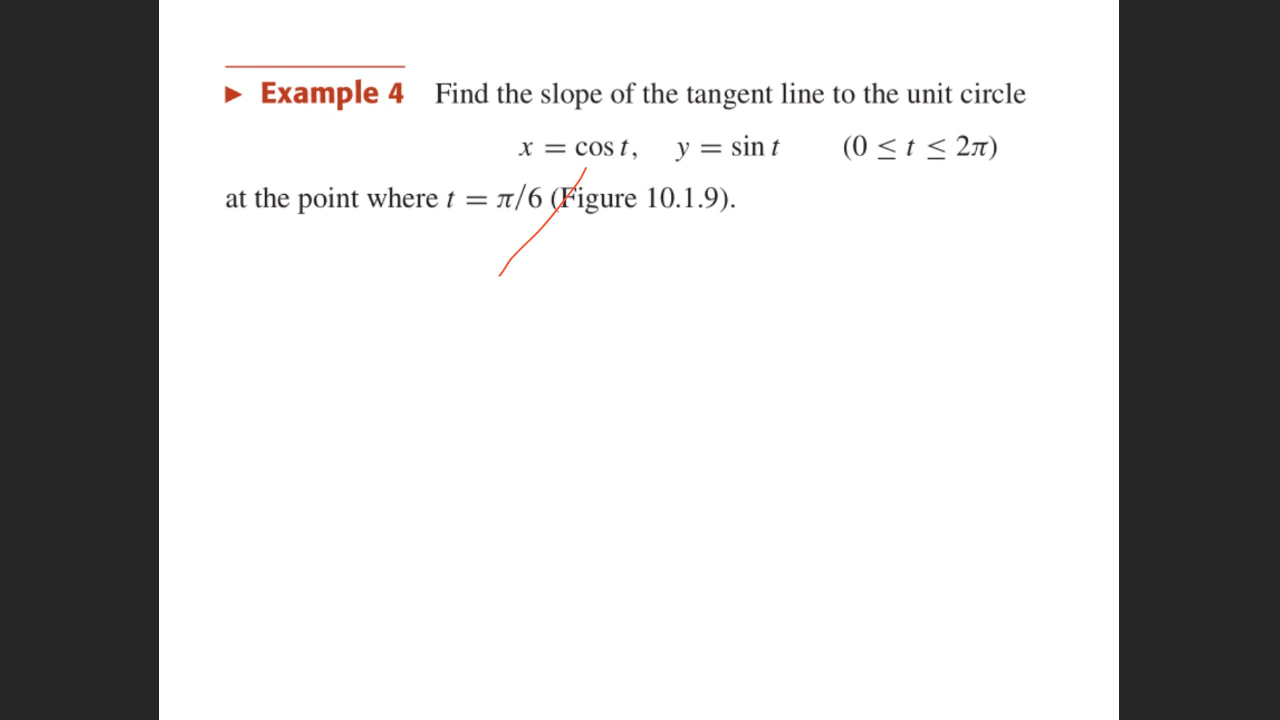 ► Example 4 Find the slope of the tangent line to the unit circle
x = cos t, y = sin t (0 ≤ t ≤ 2π)
at the point where t = π/6 (Figure 10.1.9).